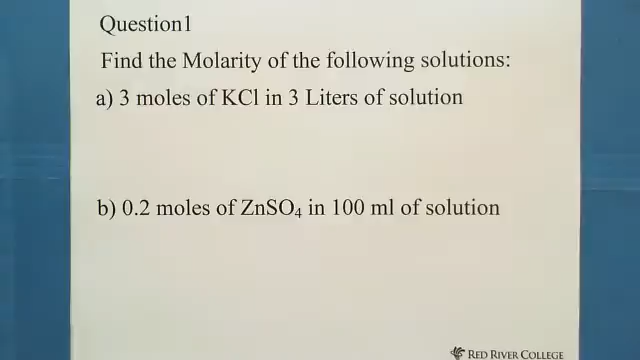 Question1
Find the Molarity of the following solutions:
a) 3 moles of KCl in 3 Liters of solution
b) 0.2 moles of ZnSO₄ in 100 ml of solution
RED RIVER COLLEGE